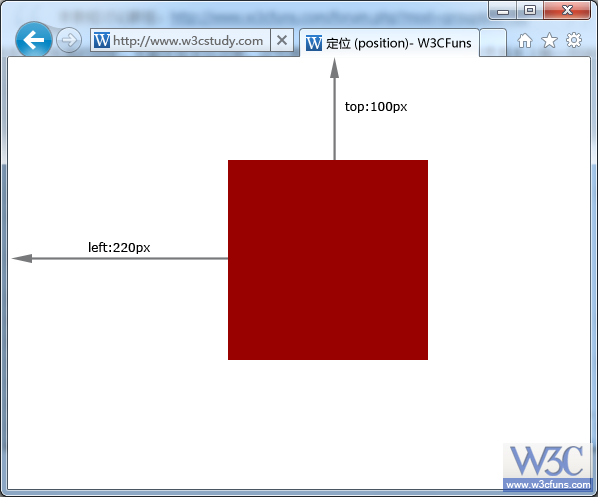 http://www.w3cstudy.com
定位 (position)- W3CFuns
top:100px
left:220px
W3C
www.w3cfuns.com